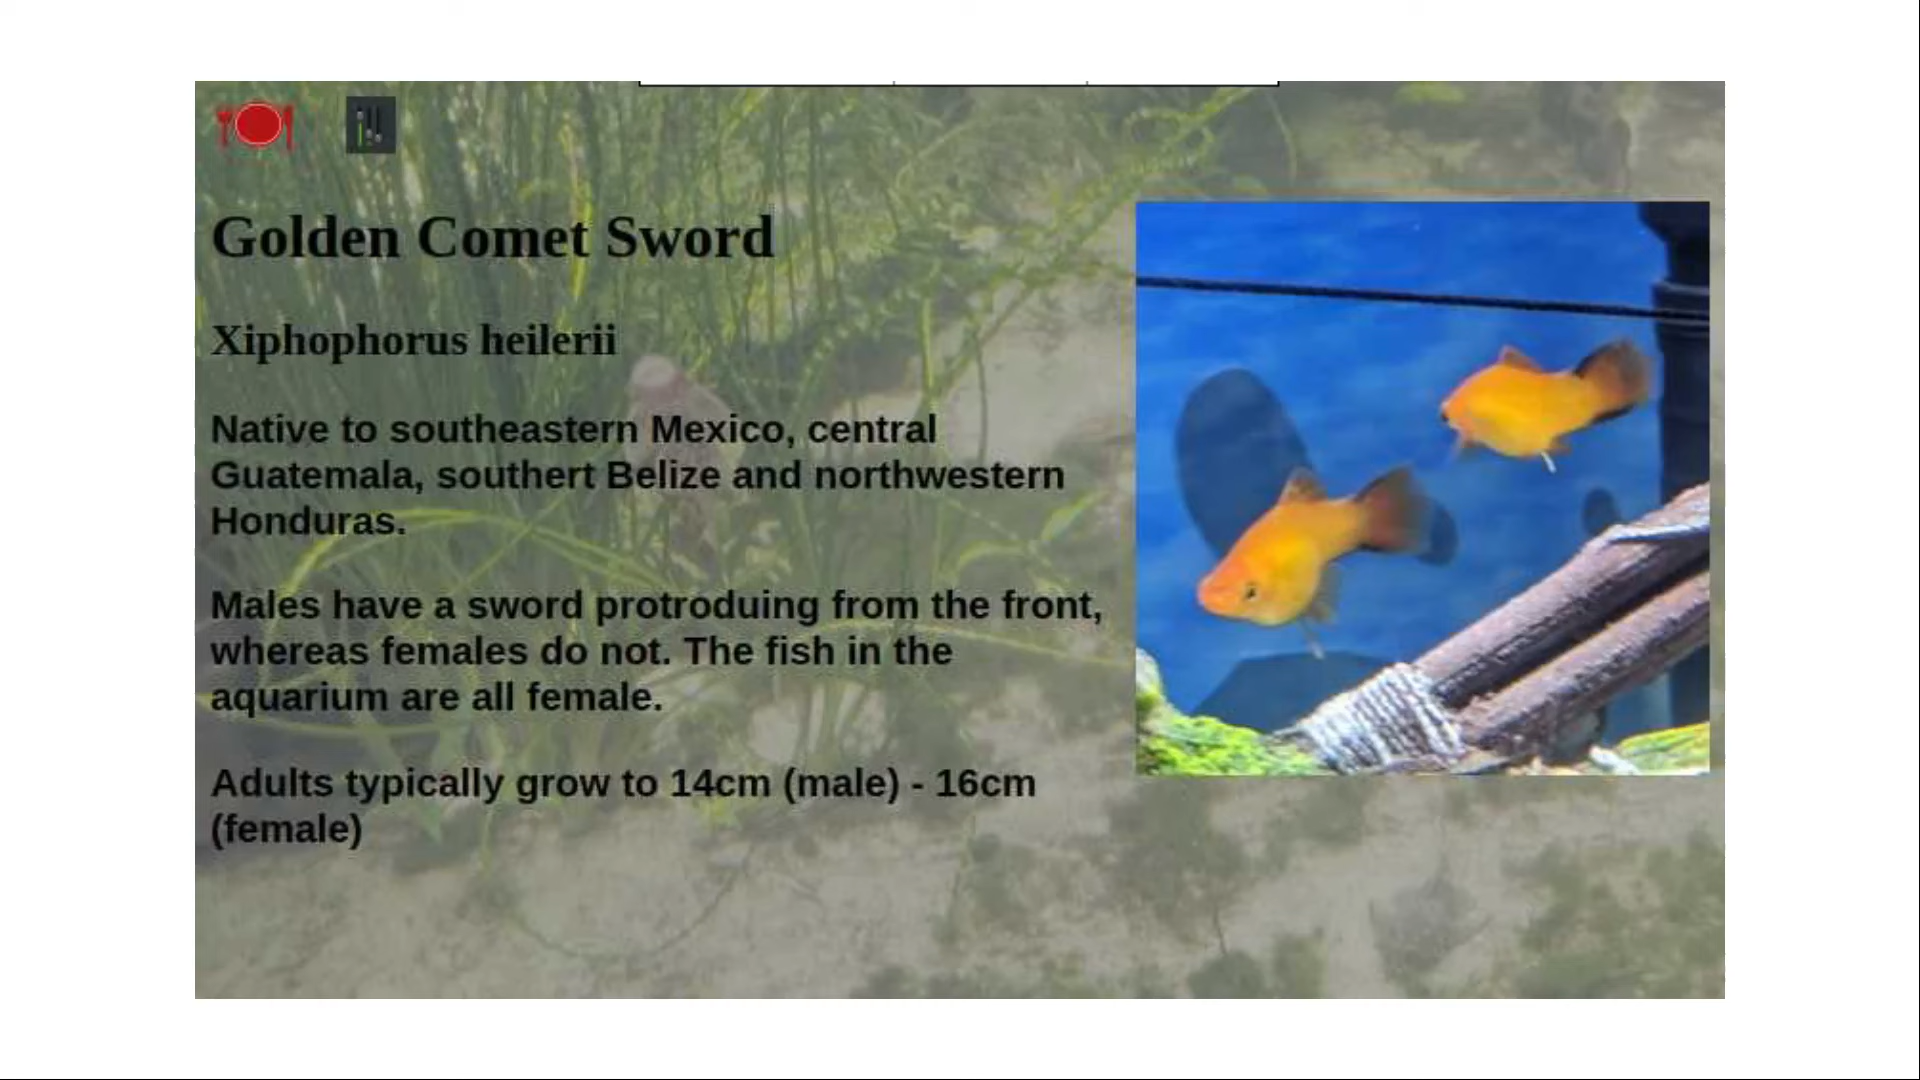 Golden Comet Sword
Xiphophorus heilerii
Native to southeastern Mexico, central
Guatemala, southert Belize and northwestern
Honduras.
Males have a sword protroduing from the front,
whereas females do not. The fish in the
aquarium are all female.
Adults typically grow to 14cm (male) - 16cm
(female)